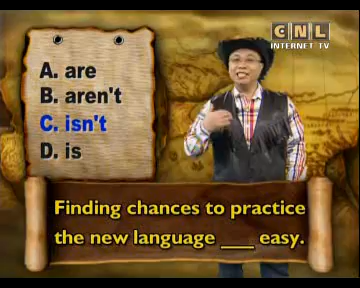 CNL
INTERNET TV
A. are
B. aren't
C. isn't
D. is
Finding chances to practice
the new language ___ easy.